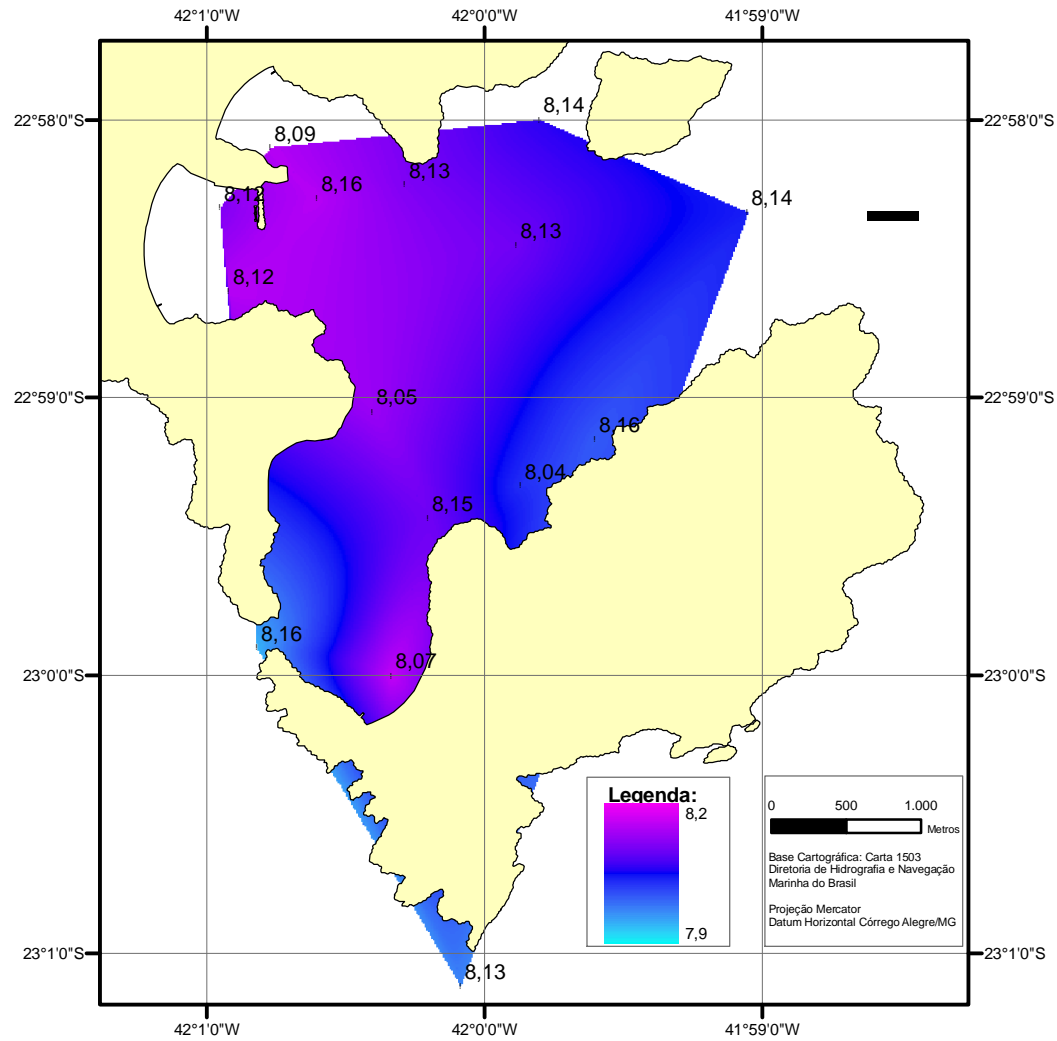 42°1'0"W 42°0'0"W 41°59'0"W
22°58'0"S 22°58'0"S
8,14
8,09
8,13
8,16
8,12
8,14
8,13
8,12
22°59'0"S 22°59'0"S
8,05
8,16
8,04
8,15
8,16
8,07
23°0'0"S 23°0'0"S
Legenda:
8,2
7,9
0 500 1.000
Metros
Base Cartográfica: Carta 1503
Diretoria de Hidrografia e Navegação
Marinha do Brasil
Projeção Mercator
Datum Horizontal Córrego Alegre/MG
23°1'0"S 23°1'0"S
8,13
42°1'0"W 42°0'0"W 41°59'0"W